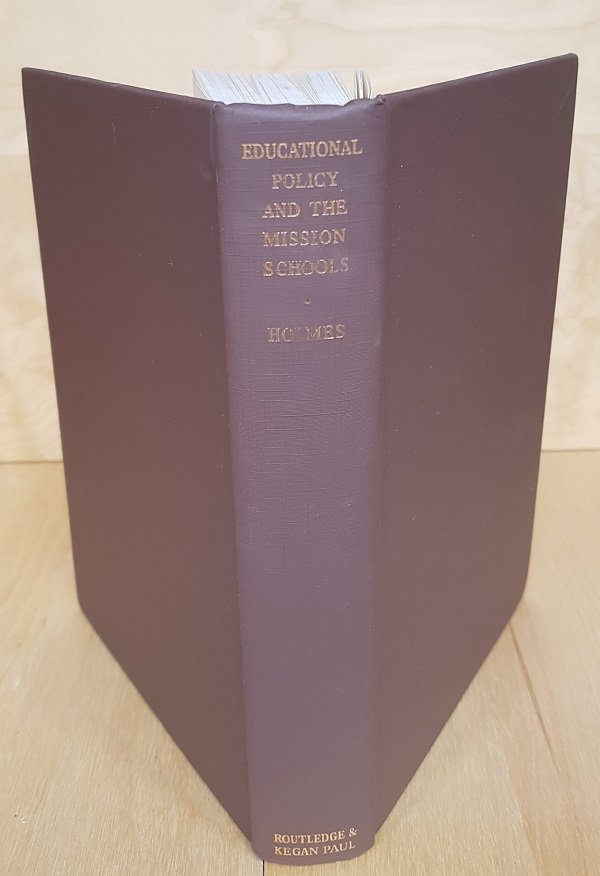 EDUCATIONAL
POLICY
AND THE
MISSION
SCHOOLS
·
HOLMES
ROUTLEDGE &
KEGAN PAUL